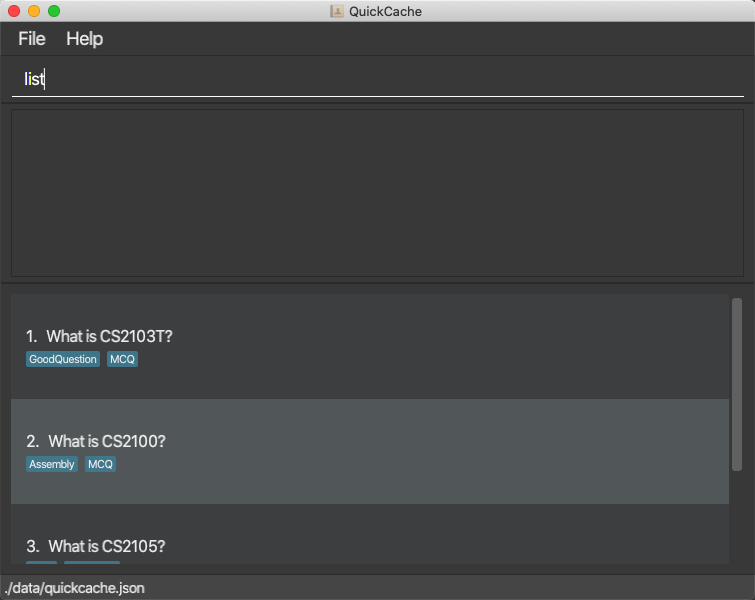 QuickCache
File Help
list
1. What is CS2103T?
GoodQuestion MCQ
2. What is CS2100?
Assembly MCQ
3. What is CS2105?
./data/quickcache.json